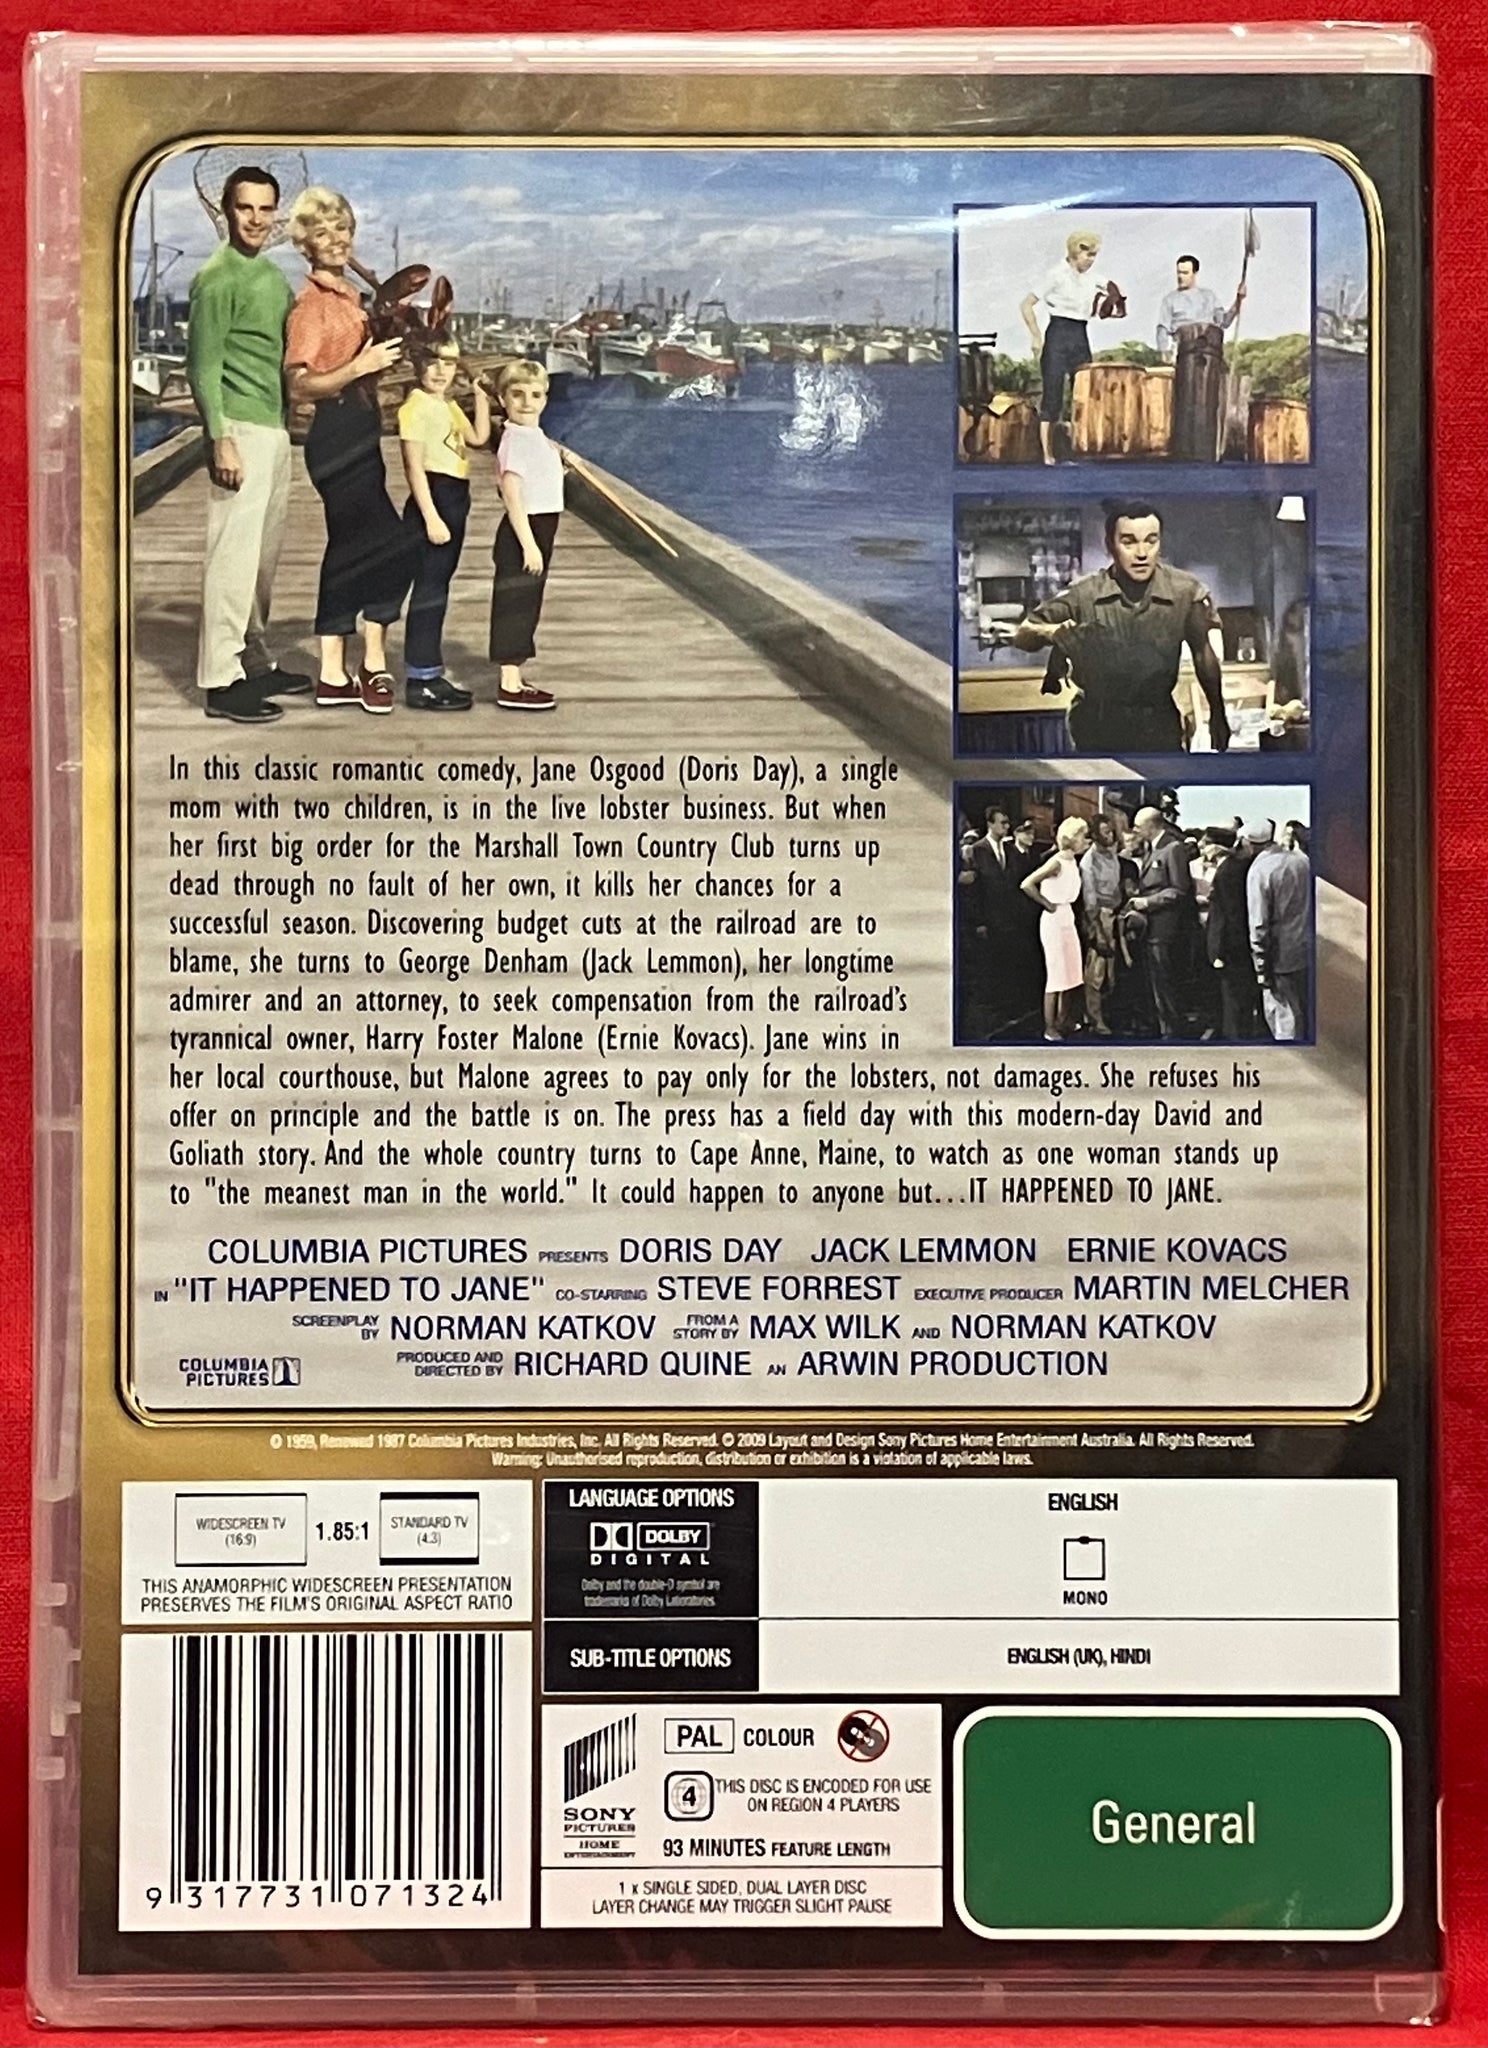 In this classic romantic comedy, Jane Osgood (Doris Day), a single
mom with two children, is in the live lobster business. But when
her first big order for the Marshall Town Country Club turns up
dead through no fault of her own, it kills her chances for a
successful season. Discovering budget cuts at the railroad are to
blame, she turns to George Denham (Jack Lemmon), her longtime
admirer and an attorney, to seek compensation from the railroad's
tyrannical owner, Harry Foster Malone (Ernie Kovacs). Jane wins in
her local courthouse, but Malone agrees to pay only for the lobsters, not damages. She refuses his
offer on principle and the battle is on. The press has a field day with this modern-day David and
Goliath story. And the whole country turns to Cape Anne, Maine, to watch as one woman stands up
to "the meanest man in the world." It could happen to anyone but...IT HAPPENED TO JANE.
COLUMBIA PICTURES PRESENTS DORIS DAY JACK LEMMON ERNIE KOVACS
IN "IT HAPPENED TO JANE" CO-STARRING STEVE FORREST EXECUTIVE PRODUCER MARTIN MELCHER
SCREENPLAY BY NORMAN KATKOV FROM A STORY BY MAX WILK AND NORMAN KATKOV
PRODUCED AND DIRECTED BY RICHARD QUINE AN ARWIN PRODUCTION
COLUMBIA
PICTURES
© 1959, Renewed 1987 Columbia Pictures Industries, Inc. All Rights Reserved. © 2009 Layout and Design Sony Pictures Home Entertainment Australia. All Rights Reserved.
Warning: Unauthorised reproduction, distribution or exhibition is a violation of applicable laws.
WIDESCREEN TV
(16:9)
1.85:1
STANDARD TV
(4:3)
THIS ANAMORPHIC WIDESCREEN PRESENTATION
PRESERVES THE FILM'S ORIGINAL ASPECT RATIO
LANGUAGE OPTIONS
DOLBY
DIGITAL
Dolby and the double-D symbol are
trademarks of Dolby Laboratories.
ENGLISH
MONO
SUB-TITLE OPTIONS
ENGLISH (UK), HINDI
9 317731 071324
SONY
PICTURES
HOME
ENTERTAINMENT
PAL COLOUR
4
THIS DISC IS ENCODED FOR USE
ON REGION 4 PLAYERS
93 MINUTES FEATURE LENGTH
1 x SINGLE SIDED, DUAL LAYER DISC
LAYER CHANGE MAY TRIGGER SLIGHT PAUSE
General